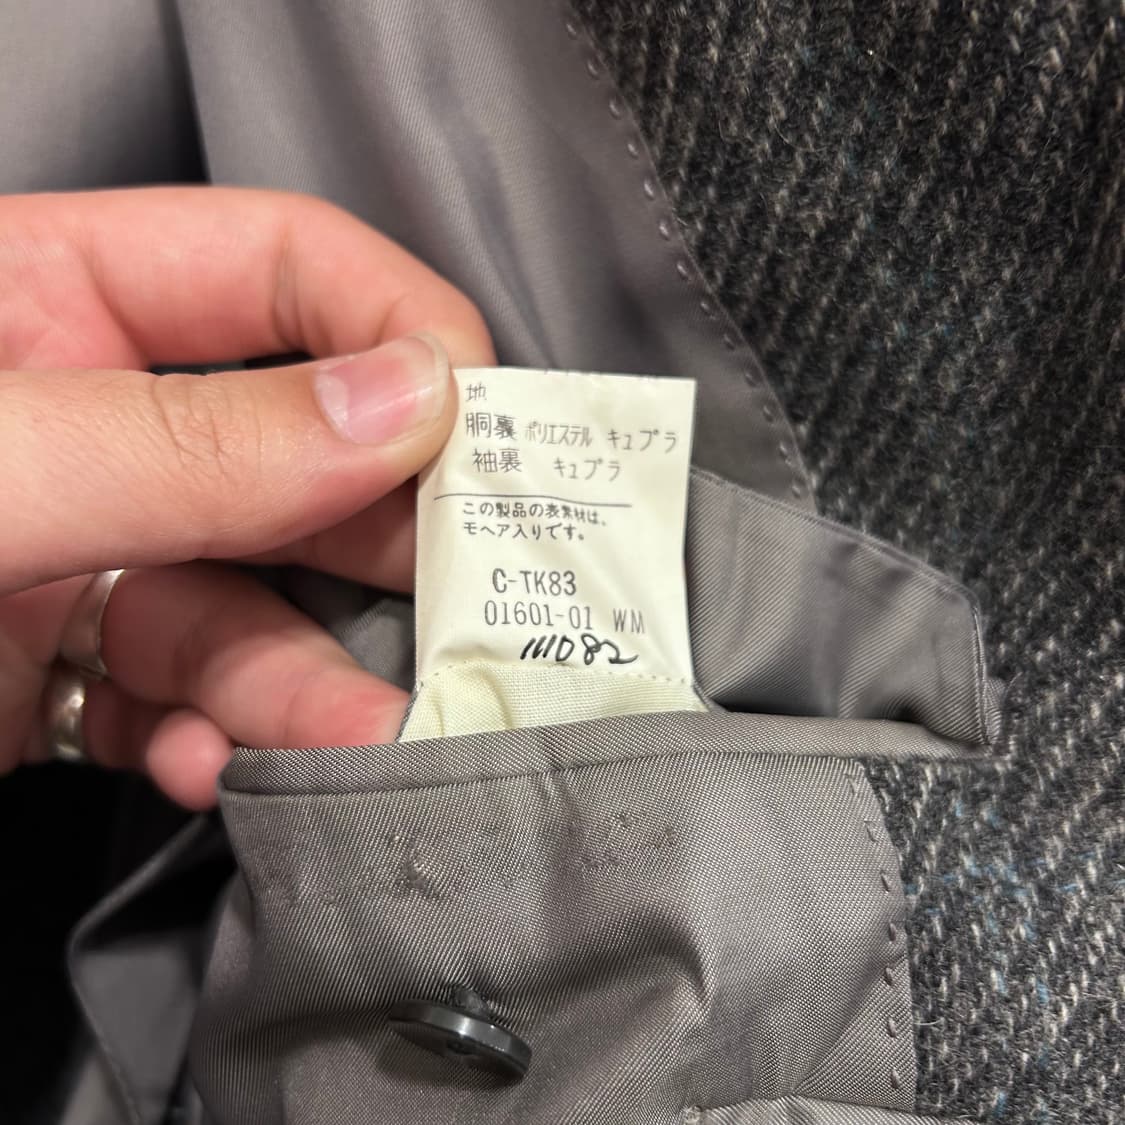 地
胴裏 ポリエステル キュプラ
袖裏 キュプラ
この製品の表素材は、
モヘア入りです。
C-TK83
01601-01 WM